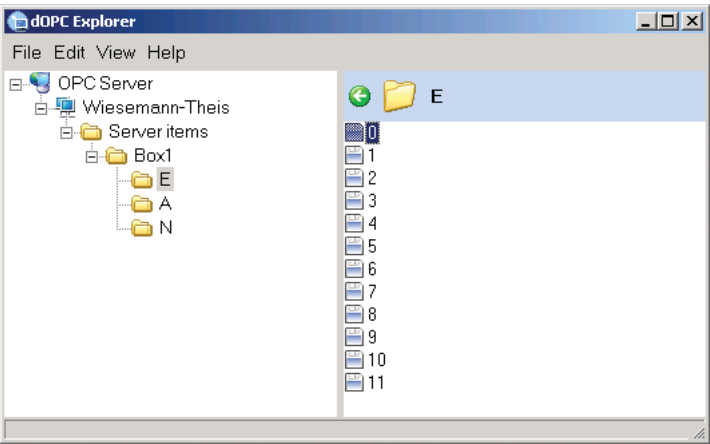 dOPC Explorer
File Edit View Help
OPC Server
Wiesemann-Theis
Server items
Box1
E
A
N
E
0
1
2
3
4
5
6
7
8
9
10
11